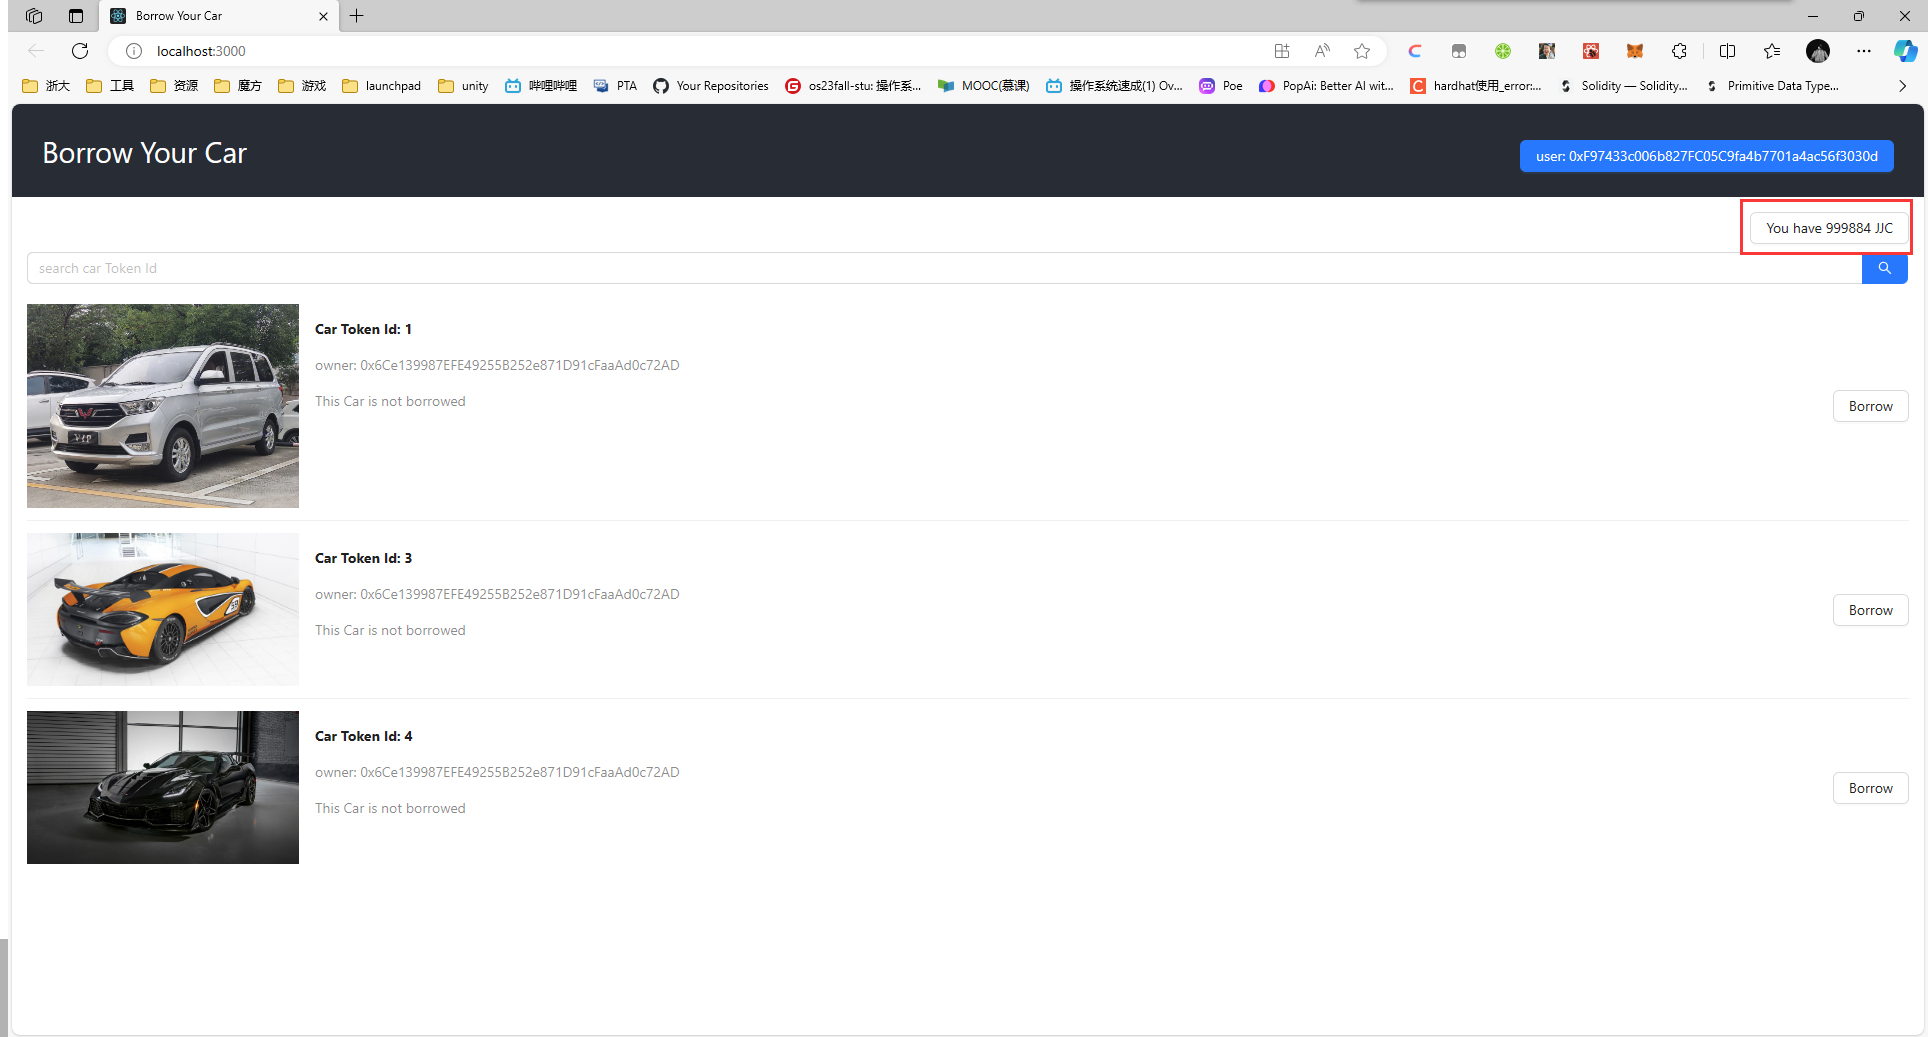 Borrow Your Car
localhost:3000
浙大 工具 资源 魔方 游戏 launchpad unity 哔哩哔哩 PTA Your Repositories os23fall-stu: 操作系... MOOC(慕课) 操作系统速成(1) Ov... Poe PopAi: Better AI wit... hardhat使用_error:... Solidity — Solidity... Primitive Data Type...
Borrow Your Car
user: 0xF97433c006b827FC05C9fa4b7701a4ac56f3030d
You have 999884 JJC
search car Token Id
Car Token Id: 1
owner: 0x6Ce139987EFE49255B252e871D91cFaaAd0c72AD
This Car is not borrowed
Borrow
VIP
Car Token Id: 3
owner: 0x6Ce139987EFE49255B252e871D91cFaaAd0c72AD
This Car is not borrowed
Borrow
Car Token Id: 4
owner: 0x6Ce139987EFE49255B252e871D91cFaaAd0c72AD
This Car is not borrowed
Borrow